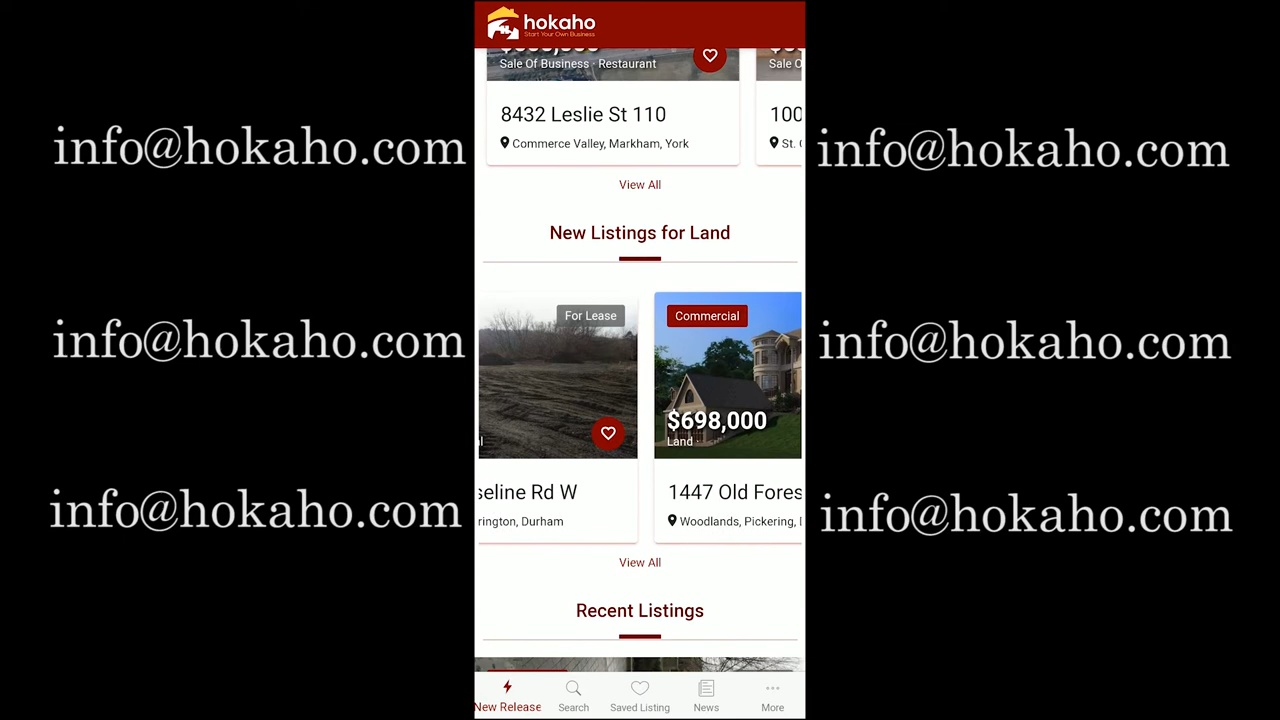 hokaho
Start Your Own Business
Sale Of Business · Restaurant
Sale O
8432 Leslie St 110
100
Commerce Valley, Markham, York
St.
View All
New Listings for Land
For Lease
Commercial
$698,000
Land ·
seline Rd W
1447 Old Fores
rington, Durham
Woodlands, Pickering,
View All
Recent Listings
New Release
Search
Saved Listing
News
More
info@hokaho.com
info@hokaho.com
info@hokaho.com
info@hokaho.com
info@hokaho.com
info@hokaho.com